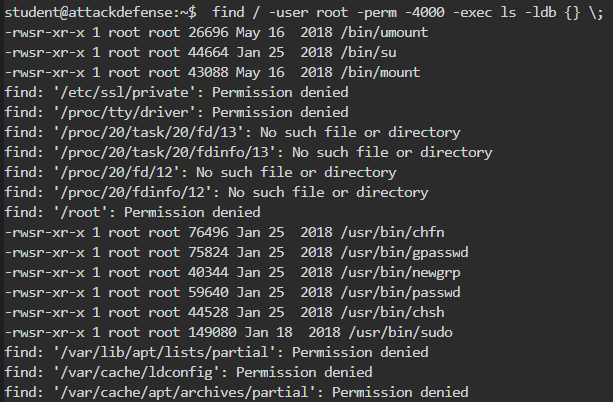 student@attackdefense:~$  find / -user root -perm -4000 -exec ls -ldb {} \;
-rwsr-xr-x 1 root root 26696 May 16  2018 /bin/umount
-rwsr-xr-x 1 root root 44664 Jan 25  2018 /bin/su
-rwsr-xr-x 1 root root 43088 May 16  2018 /bin/mount
find: '/etc/ssl/private': Permission denied
find: '/proc/tty/driver': Permission denied
find: '/proc/20/task/20/fd/13': No such file or directory
find: '/proc/20/task/20/fdinfo/13': No such file or directory
find: '/proc/20/fd/12': No such file or directory
find: '/proc/20/fdinfo/12': No such file or directory
find: '/root': Permission denied
-rwsr-xr-x 1 root root 76496 Jan 25  2018 /usr/bin/chfn
-rwsr-xr-x 1 root root 75824 Jan 25  2018 /usr/bin/gpasswd
-rwsr-xr-x 1 root root 40344 Jan 25  2018 /usr/bin/newgrp
-rwsr-xr-x 1 root root 59640 Jan 25  2018 /usr/bin/passwd
-rwsr-xr-x 1 root root 44528 Jan 25  2018 /usr/bin/chsh
-rwsr-xr-x 1 root root 149080 Jan 18  2018 /usr/bin/sudo
find: '/var/lib/apt/lists/partial': Permission denied
find: '/var/cache/ldconfig': Permission denied
find: '/var/cache/apt/archives/partial': Permission denied